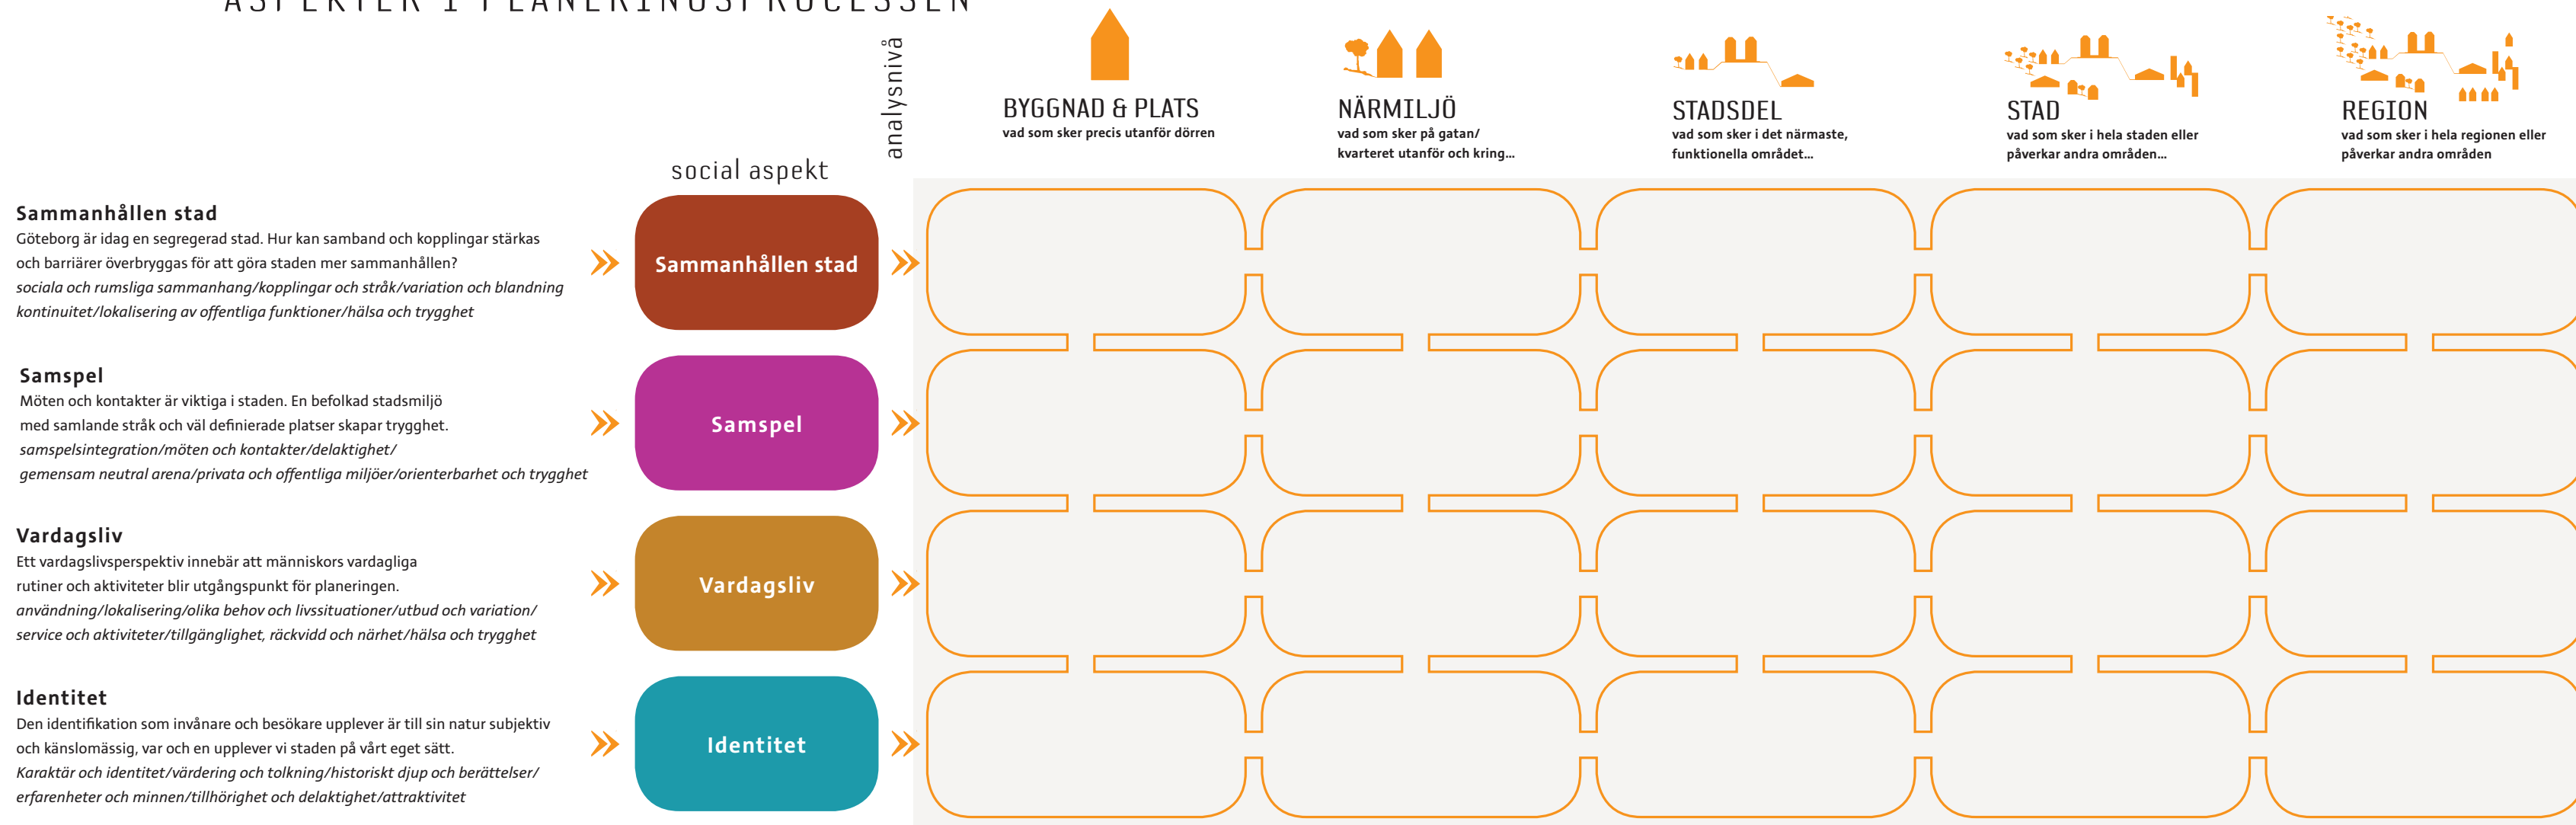 ASPEKTER I PLANERINGSPROCESSEN
analysnivå
BYGGNAD & PLATS
vad som sker precis utanför dörren
NÄRMILJÖ
vad som sker på gatan/
kvarteret utanför och kring...
STADSDEL
vad som sker i det närmaste,
funktionella området...
STAD
vad som sker i hela staden eller
påverkar andra områden...
REGION
vad som sker i hela regionen eller
påverkar andra områden
social aspekt
Sammanhållen stad
Göteborg är idag en segregerad stad. Hur kan samband och kopplingar stärkas
och barriärer överbryggas för att göra staden mer sammanhållen?
sociala och rumsliga sammanhang/kopplingar och stråk/variation och blandning
kontinuitet/lokalisering av offentliga funktioner/hälsa och trygghet
Sammanhållen stad
Samspel
Möten och kontakter är viktiga i staden. En befolkad stadsmiljö
med samlande stråk och väl definierade platser skapar trygghet.
samspelsintegration/möten och kontakter/delaktighet/
gemensam neutral arena/privata och offentliga miljöer/orienterbarhet och trygghet
Samspel
Vardagsliv
Ett vardagslivsperspektiv innebär att människors vardagliga
rutiner och aktiviteter blir utgångspunkt för planeringen.
användning/lokalisering/olika behov och livssituationer/utbud och variation/
service och aktiviteter/tillgänglighet, räckvidd och närhet/hälsa och trygghet
Vardagsliv
Identitet
Den identifikation som invånare och besökare upplever är till sin natur subjektiv
och känslomässig, var och en upplever vi staden på vårt eget sätt.
Karaktär och identitet/värdering och tolkning/historiskt djup och berättelser/
erfarenheter och minnen/tillhörighet och delaktighet/attraktivitet
Identitet